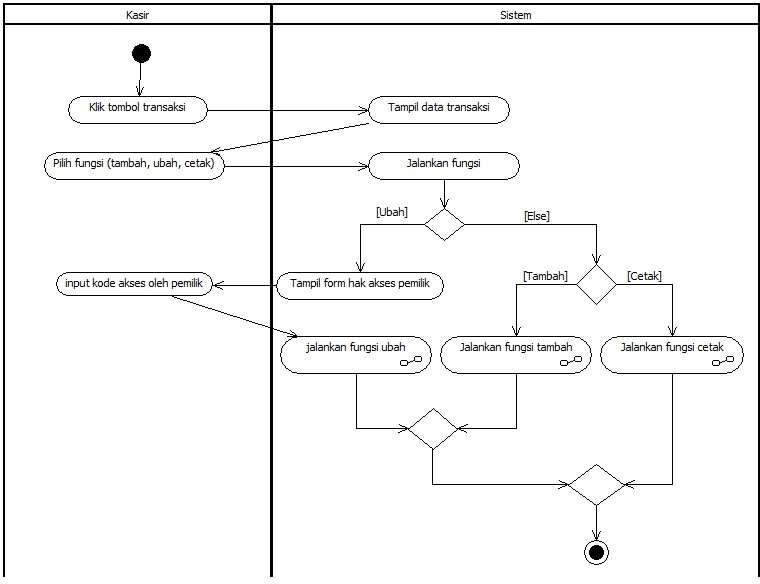 Kasir
Sistem
Klik tombol transaksi
Tampil data transaksi
Pilih fungsi (tambah, ubah, cetak)
Jalankan fungsi
[Ubah]
[Else]
input kode akses oleh pemilik
Tampil form hak akses pemilik
[Tambah]
[Cetak]
jalankan fungsi ubah
Jalankan fungsi tambah
Jalankan fungsi cetak